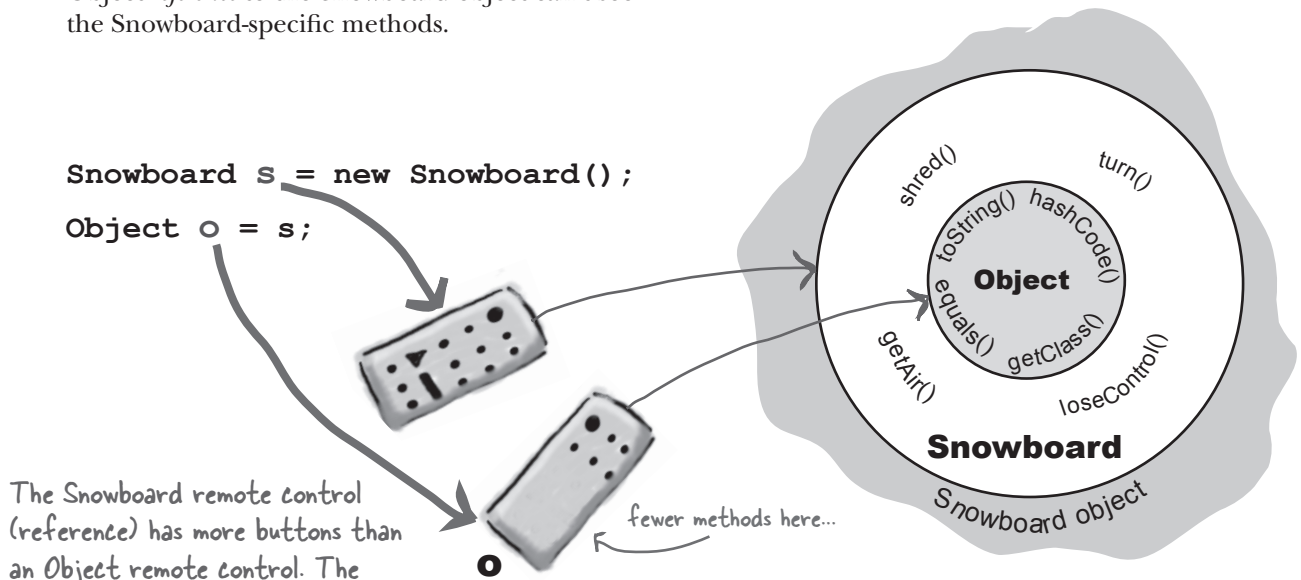 the Snowboard-specific methods.
Snowboard s = new Snowboard();
Object o = s;
shred()
turn()
toString()
hashCode()
Object
equals()
getClass()
getAir()
loseControl()
Snowboard
Snowboard object
The Snowboard remote control
(reference) has more buttons than
an Object remote control. The
fewer methods here...
o